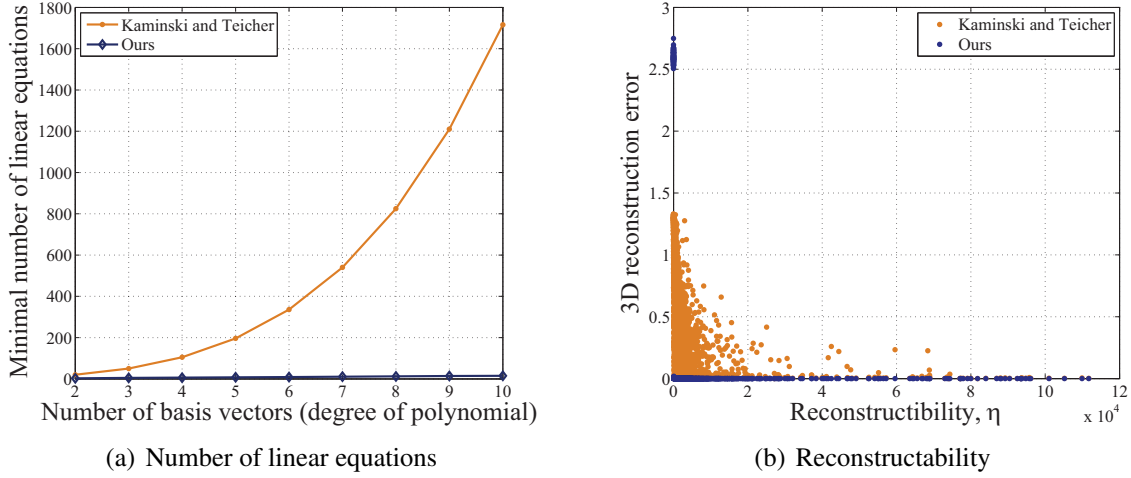 1800
1600
1400
1200
1000
800
600
400
200
0
Minimal number of linear equations
Kaminski and Teicher
Ours
2 3 4 5 6 7 8 9 10
Number of basis vectors (degree of polynomial)
(a) Number of linear equations
3
2.5
2
1.5
1
0.5
0
3D reconstruction error
Kaminski and Teicher
Ours
0 2 4 6 8 10 12
x 10^4
Reconstructibility, η
(b) Reconstructability